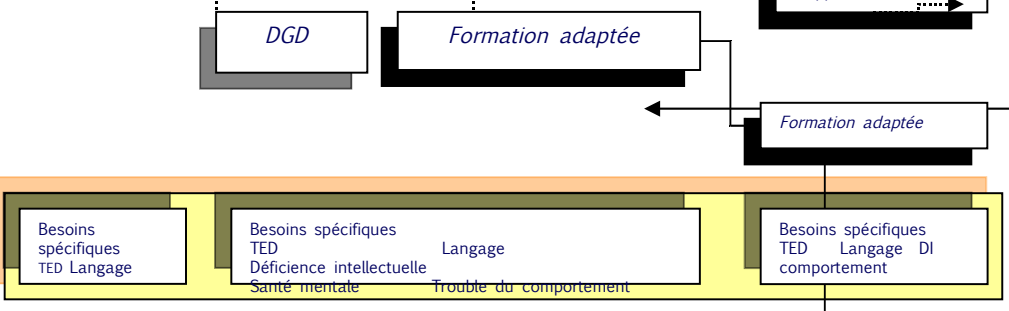 DGD
Formation adaptée
Formation adaptée
Besoins
spécifiques
TED Langage
Besoins spécifiques
TED Langage
Déficience intellectuelle
Santé mentale Trouble du comportement
Besoins spécifiques
TED Langage DI
comportement